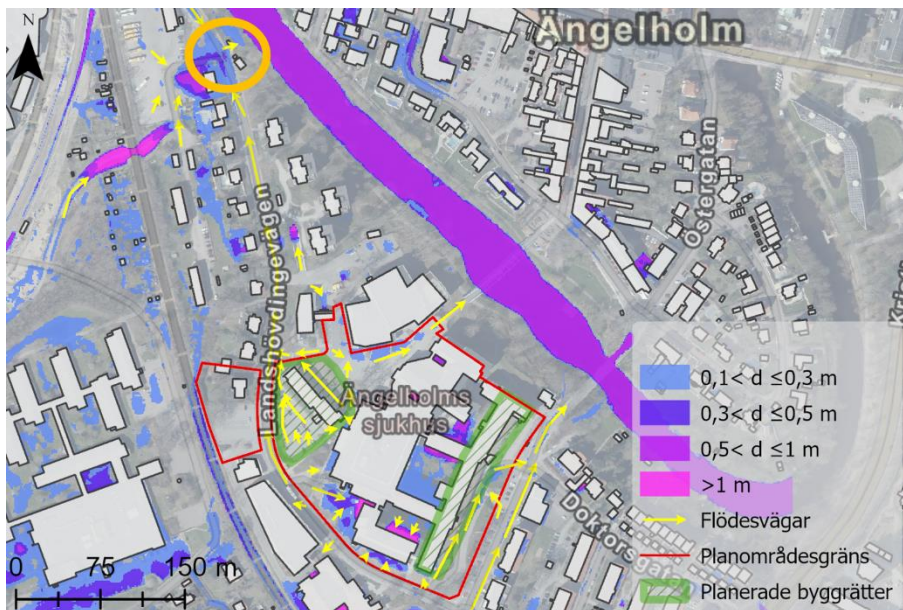 N
Ängelholm
Östergatan
Landshövdingevägen
Ängelholms
sjukhus
Doktorsg
0 75 150 m
0,1< d ≤0,3 m
0,3< d ≤0,5 m
0,5< d ≤1 m
>1 m
Flödesvägar
Planområdesgräns
Planerade byggrätter